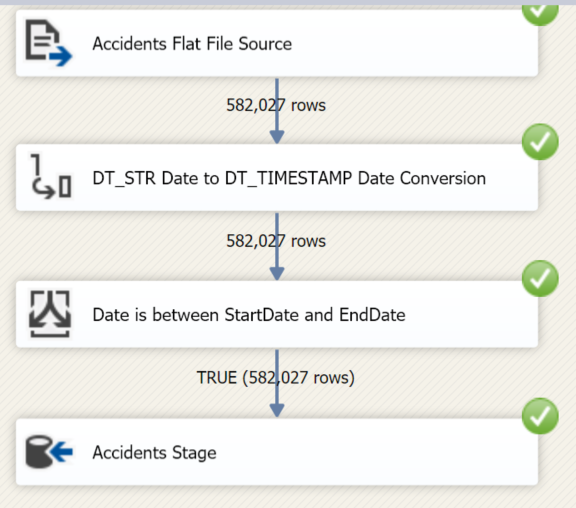 Accidents Flat File Source
582,027 rows
DT_STR Date to DT_TIMESTAMP Date Conversion
582,027 rows
Date is between StartDate and EndDate
TRUE (582,027 rows)
Accidents Stage